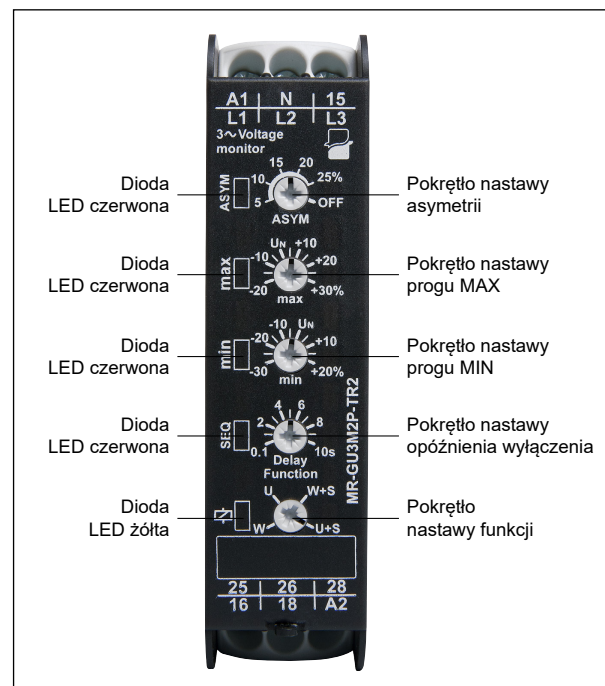 A1 N 15
L1 L2 L3
3~Voltage
monitor
Dioda
LED czerwona
ASYM
5 10 15 20 25% OFF
ASYM
Pokrętło nastawy
asymetrii
Dioda
LED czerwona
max
-20 -10 UN +10 +20 +30%
max
Pokrętło nastawy
progu MAX
Dioda
LED czerwona
min
-30 -20 -10 UN +10 +20%
min
Pokrętło nastawy
progu MIN
Dioda
LED czerwona
SEQ
0.1 2 4 6 8 10s
Delay
Function
Pokrętło nastawy
opóźnienia wyłączenia
MR-GU3M2P-TR2
Dioda
LED żółta
W U W+S U+S
Pokrętło
nastawy funkcji
25 26 28
16 18 A2